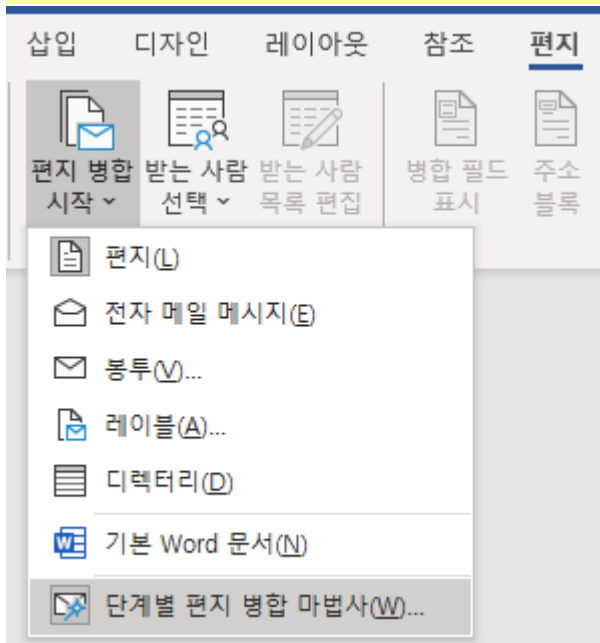 삽입 디자인 레이아웃 참조 편지
편지 병합 받는 사람 받는 사람 병합 필드 주소
시작 선택 목록 편집 표시 블록
편지(L)
전자 메일 메시지(E)
봉투(V)...
레이블(A)...
디렉터리(D)
기본 Word 문서(N)
단계별 편지 병합 마법사(W)...